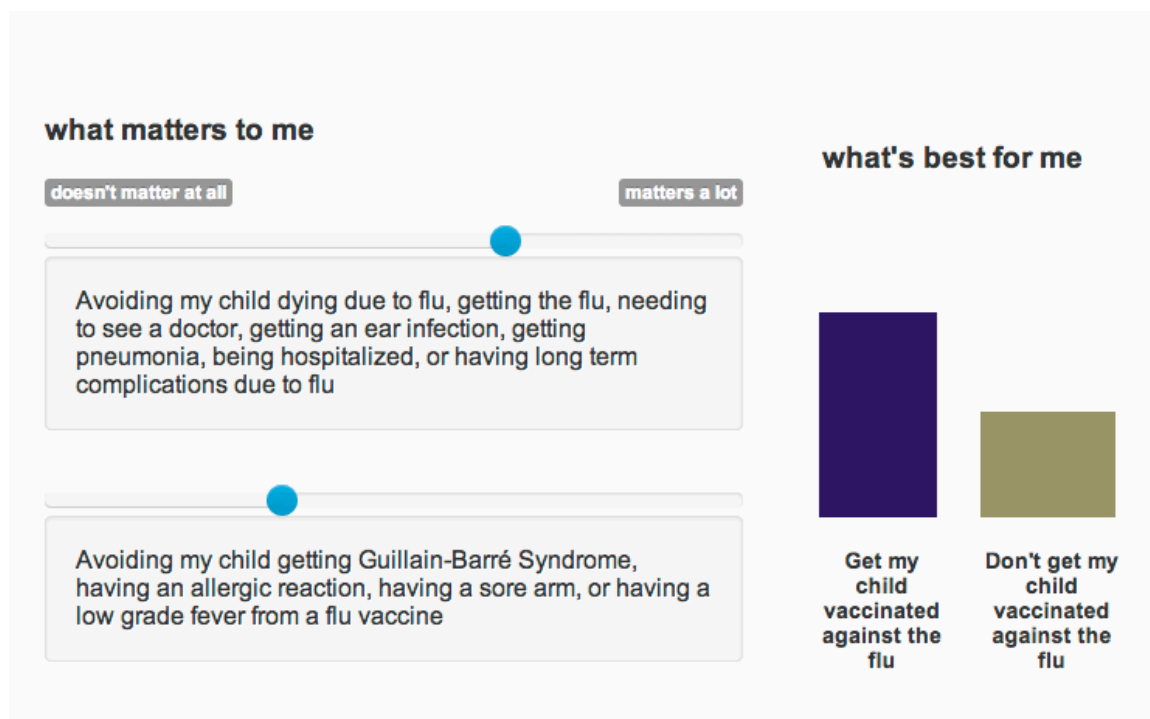 what matters to me
doesn't matter at all
matters a lot
Avoiding my child dying due to flu, getting the flu, needing
to see a doctor, getting an ear infection, getting
pneumonia, being hospitalized, or having long term
complications due to flu
Avoiding my child getting Guillain-Barré Syndrome,
having an allergic reaction, having a sore arm, or having a
low grade fever from a flu vaccine
what's best for me
Get my
child
vaccinated
against the
flu
Don't get my
child
vaccinated
against the
flu